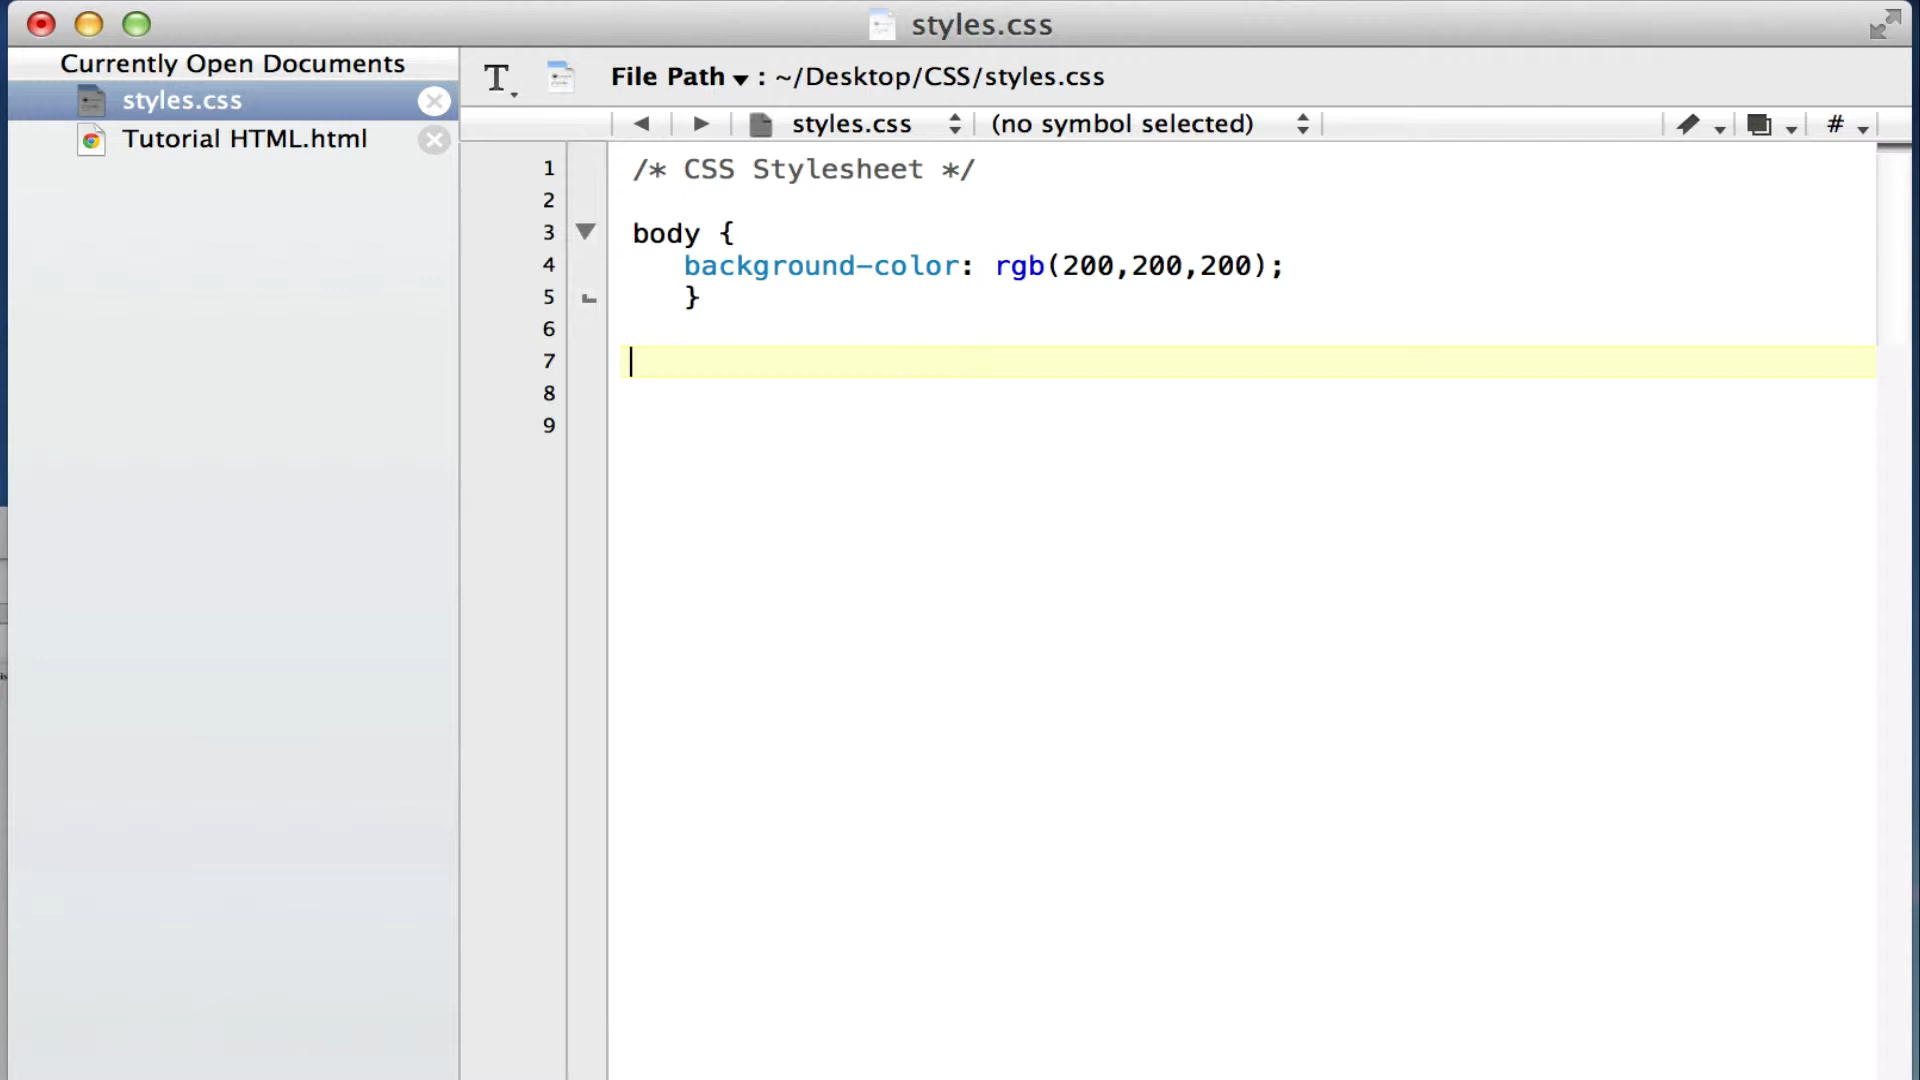 styles.css
Currently Open Documents
styles.css
Tutorial HTML.html
T
File Path : ~/Desktop/CSS/styles.css
styles.css (no symbol selected) #
1 /* CSS Stylesheet */
2
3 body {
4 background-color: rgb(200,200,200);
5 }
6
7
8
9